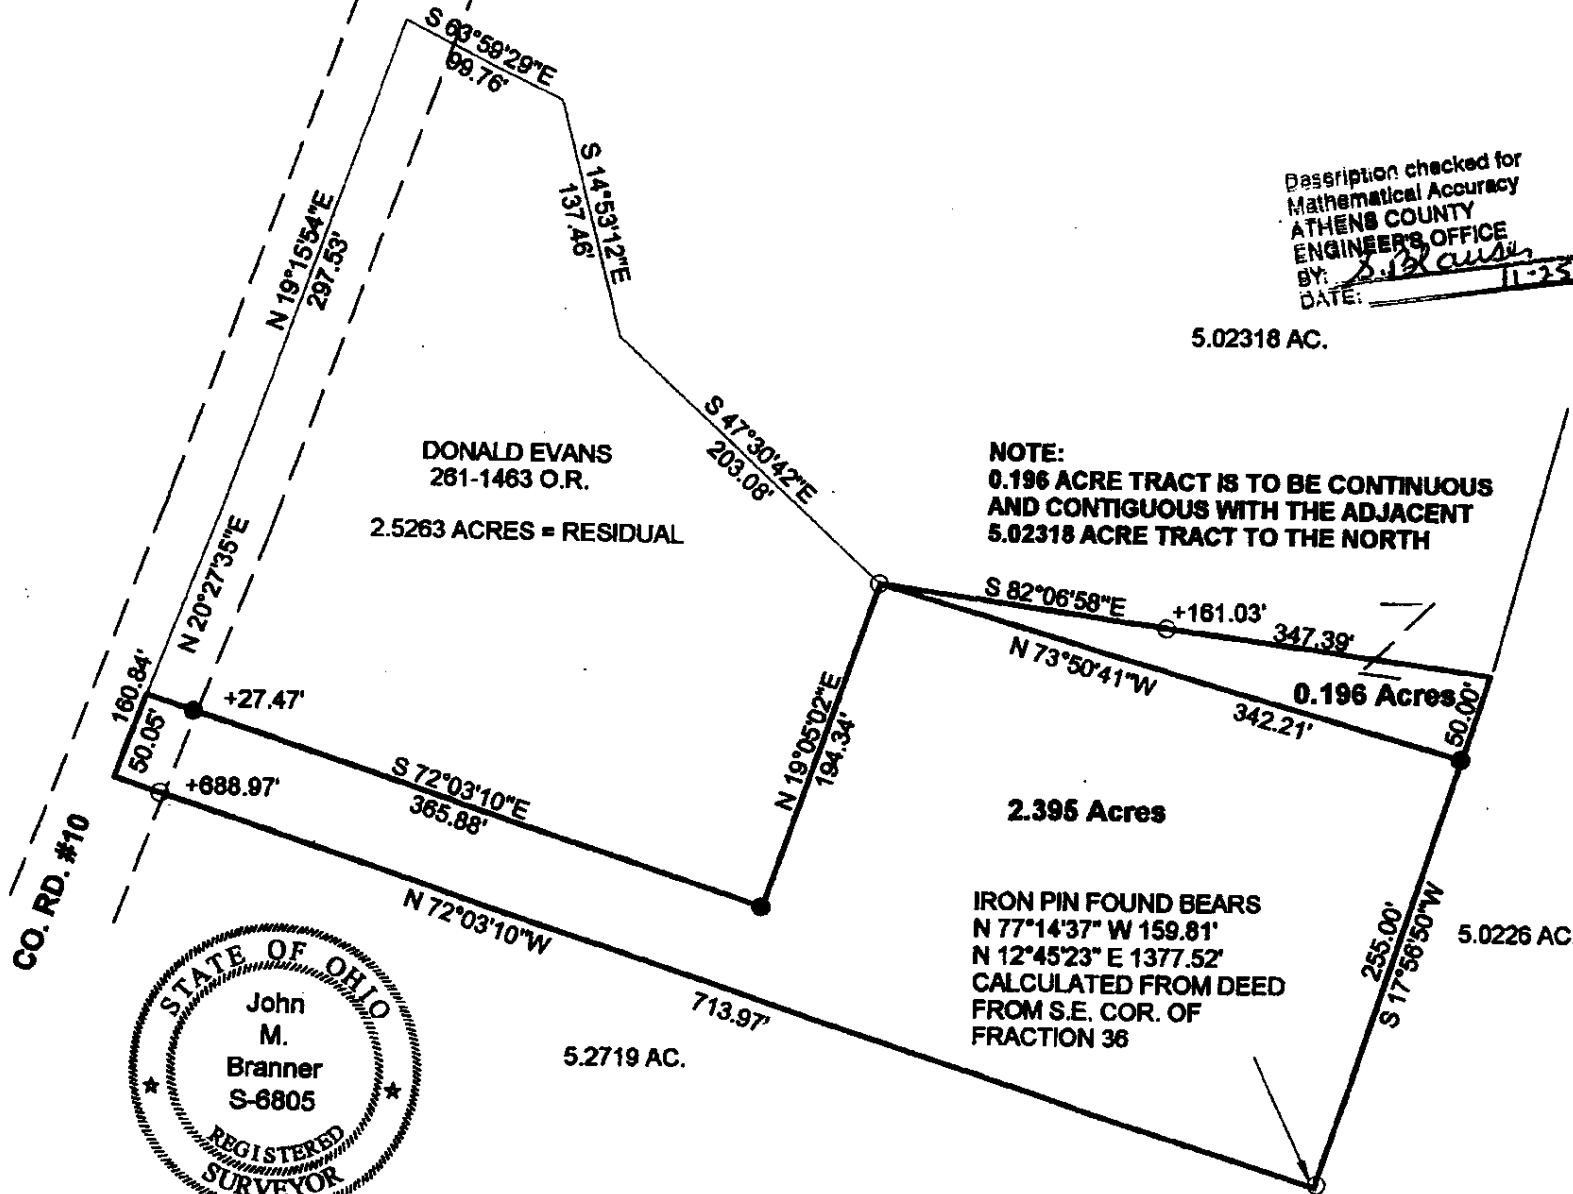 S 63°59'29"E
99.76'
S 14°53'12"E
137.46'
Description checked for
Mathematical Accuracy
ATHENS COUNTY
ENGINEER'S OFFICE
BY:
DATE: 11-25
5.02318 AC.
N 19°15'54"E
297.53'
S 47°30'42"E
203.08'
DONALD EVANS
261-1463 O.R.
2.5263 ACRES = RESIDUAL
NOTE:
0.196 ACRE TRACT IS TO BE CONTINUOUS
AND CONTIGUOUS WITH THE ADJACENT
5.02318 ACRE TRACT TO THE NORTH
N 20°27'35"E
160.84'
50.05'
+27.47'
+688.97'
S 82°06'58"E
+161.03'
347.39'
N 73°50'41"W
342.21'
0.196 Acres
50.00'
N 19°05'02"E
194.34'
S 72°03'10"E
365.88'
2.395 Acres
CO. RD. #10
N 72°03'10"W
713.97'
IRON PIN FOUND BEARS
N 77°14'37" W 159.81'
N 12°45'23" E 1377.52'
CALCULATED FROM DEED
FROM S.E. COR. OF
FRACTION 36
255.00'
S 17°56'50"W
5.0226 AC.
5.2719 AC.
STATE OF OHIO
John
M.
Branner
S-6805
REGISTERED
SURVEYOR